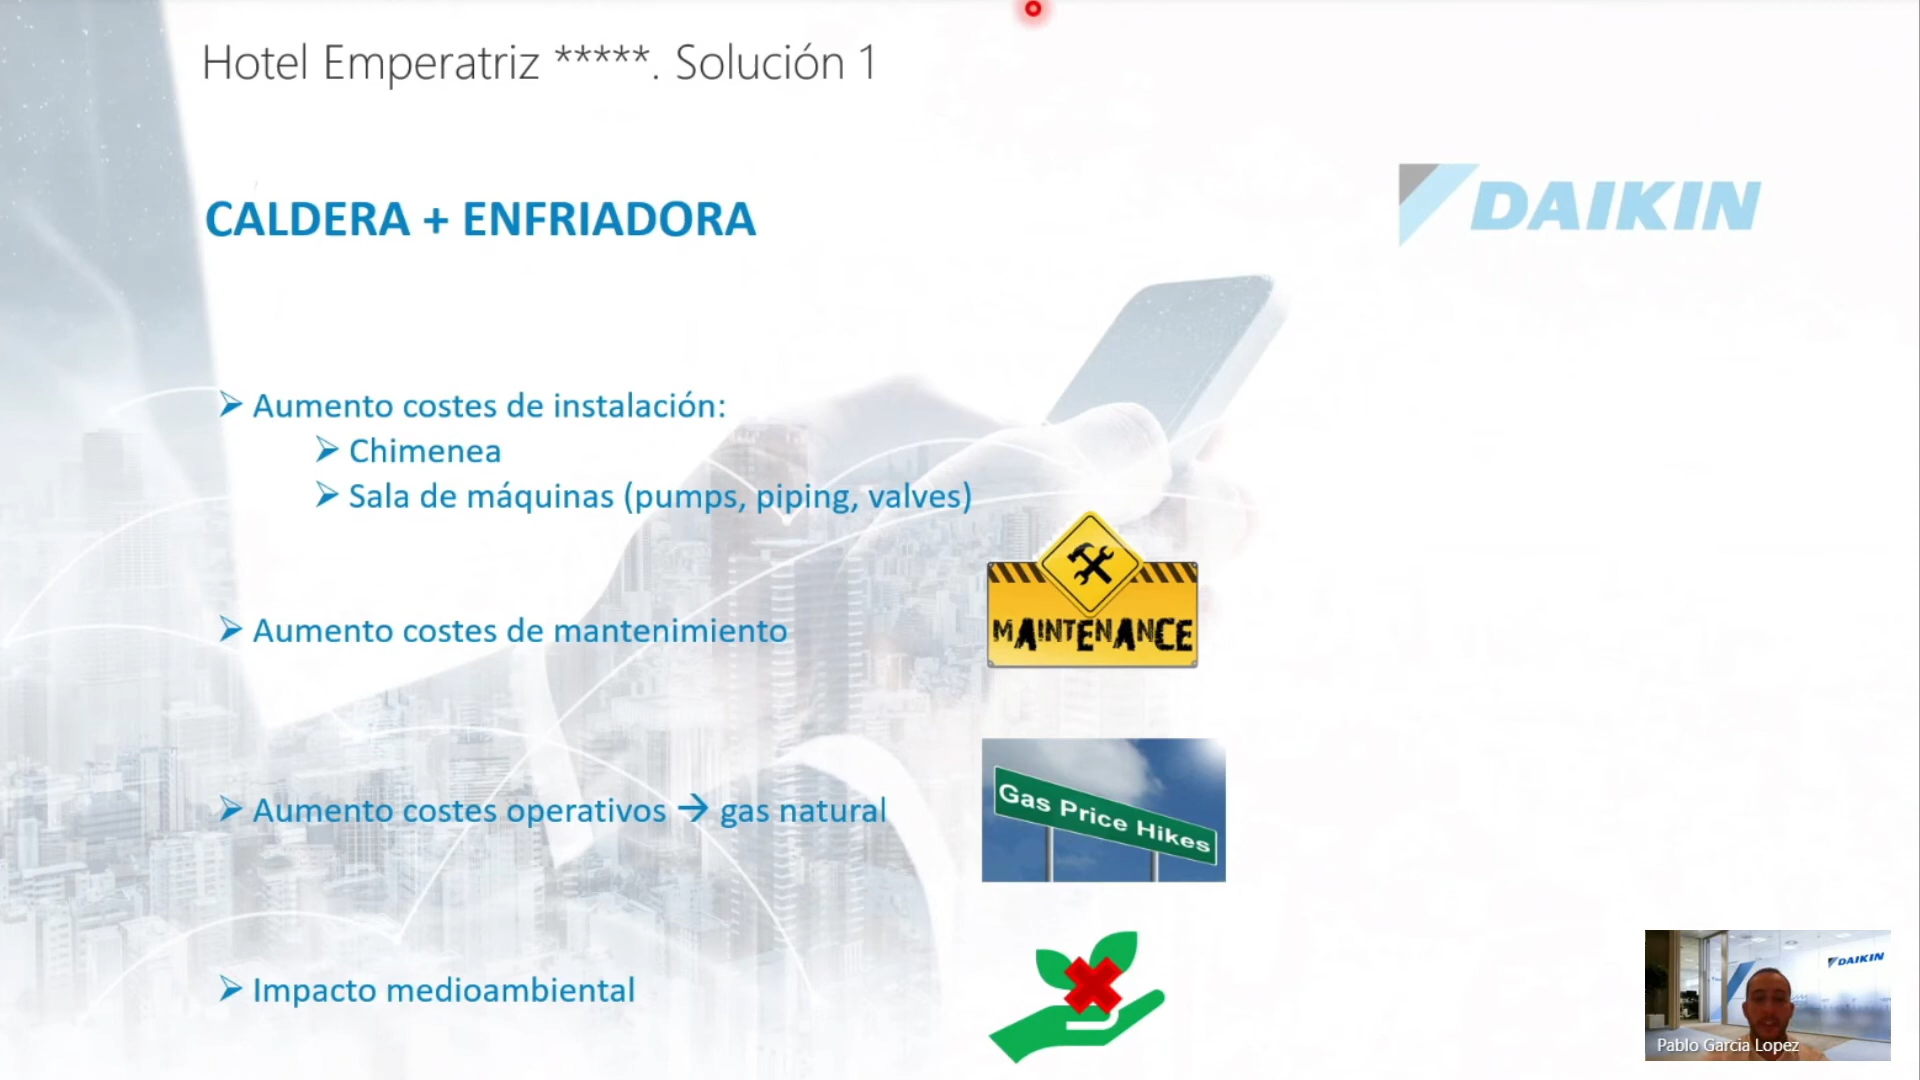 Hotel Emperatriz *****. Solución 1
CALDERA + ENFRIADORA
DAIKIN
➢ Aumento costes de instalación:
➢ Chimenea
➢ Sala de máquinas (pumps, piping, valves)
➢ Aumento costes de mantenimiento
MAINTENANCE
➢ Aumento costes operativos → gas natural
Gas Price Hikes
➢ Impacto medioambiental
DAIKIN
Pablo Garcia Lopez